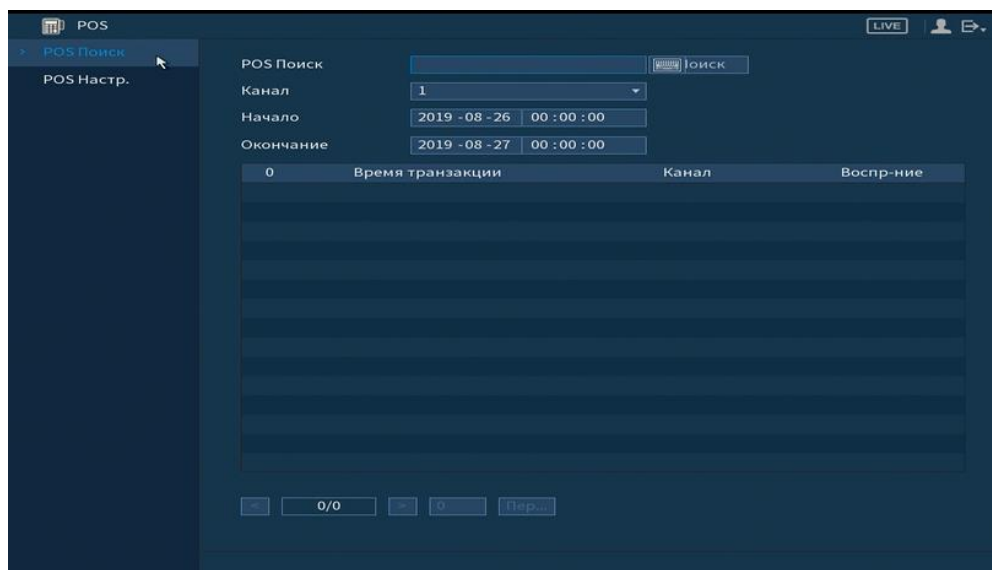 POS
LIVE
POS Поиск
POS Настр.
POS Поиск
оиск
Канал
1
Начало
2019 -08 -26 00 : 00 : 00
Окончание
2019 -08 -27 00 : 00 : 00
0 Время транзакции Канал Воспр-ние
< 0/0 > 0 Пер...